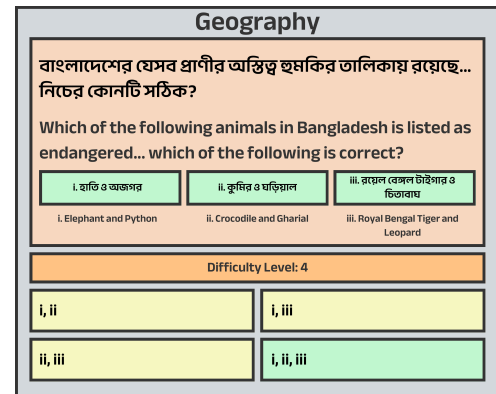 Geography
বাংলাদেশের যেসব প্রাণীর অস্তিত্ব হুমকির তালিকায় রয়েছে...
নিচের কোনটি সঠিক?
Which of the following animals in Bangladesh is listed as
endangered... which of the following is correct?
i. হাতি ও অজগর
ii. কুমির ও ঘড়িয়াল
iii. রয়েল বেঙ্গল টাইগার ও
চিতাবাঘ
i. Elephant and Python
ii. Crocodile and Gharial
iii. Royal Bengal Tiger and
Leopard
Difficulty Level: 4
i, ii
i, iii
ii, iii
i, ii, iii